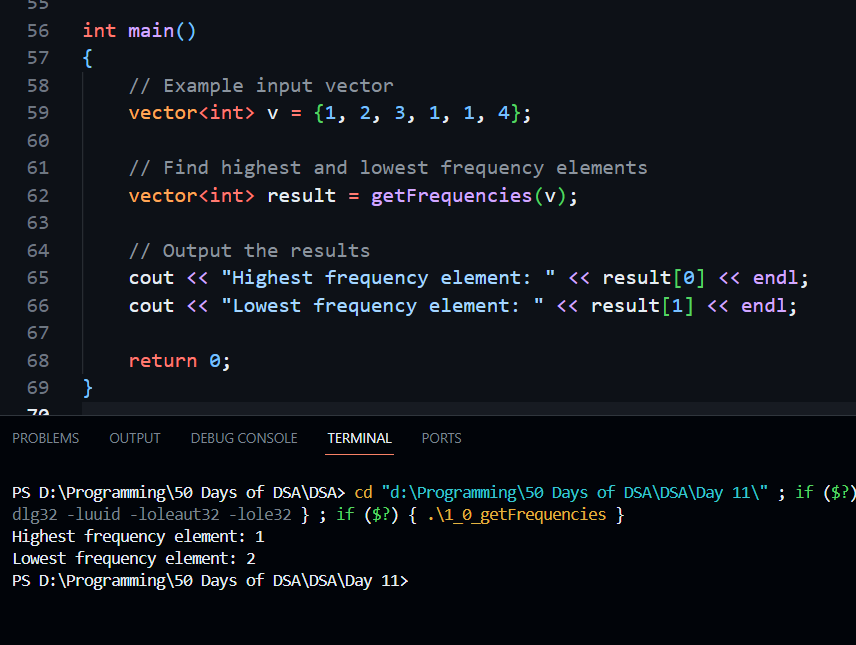 55
56 int main()
57 {
58 // Example input vector
59 vector<int> v = {1, 2, 3, 1, 1, 4};
60
61 // Find highest and lowest frequency elements
62 vector<int> result = getFrequencies(v);
63
64 // Output the results
65 cout << "Highest frequency element: " << result[0] << endl;
66 cout << "Lowest frequency element: " << result[1] << endl;
67
68 return 0;
69 }
70
PROBLEMS OUTPUT DEBUG CONSOLE TERMINAL PORTS
PS D:\Programming\50 Days of DSA\DSA> cd "d:\Programming\50 Days of DSA\DSA\Day 11\" ; if ($?)
dlg32 -luuid -loleaut32 -lole32 } ; if ($?) { .\1_0_getFrequencies }
Highest frequency element: 1
Lowest frequency element: 2
PS D:\Programming\50 Days of DSA\DSA\Day 11>